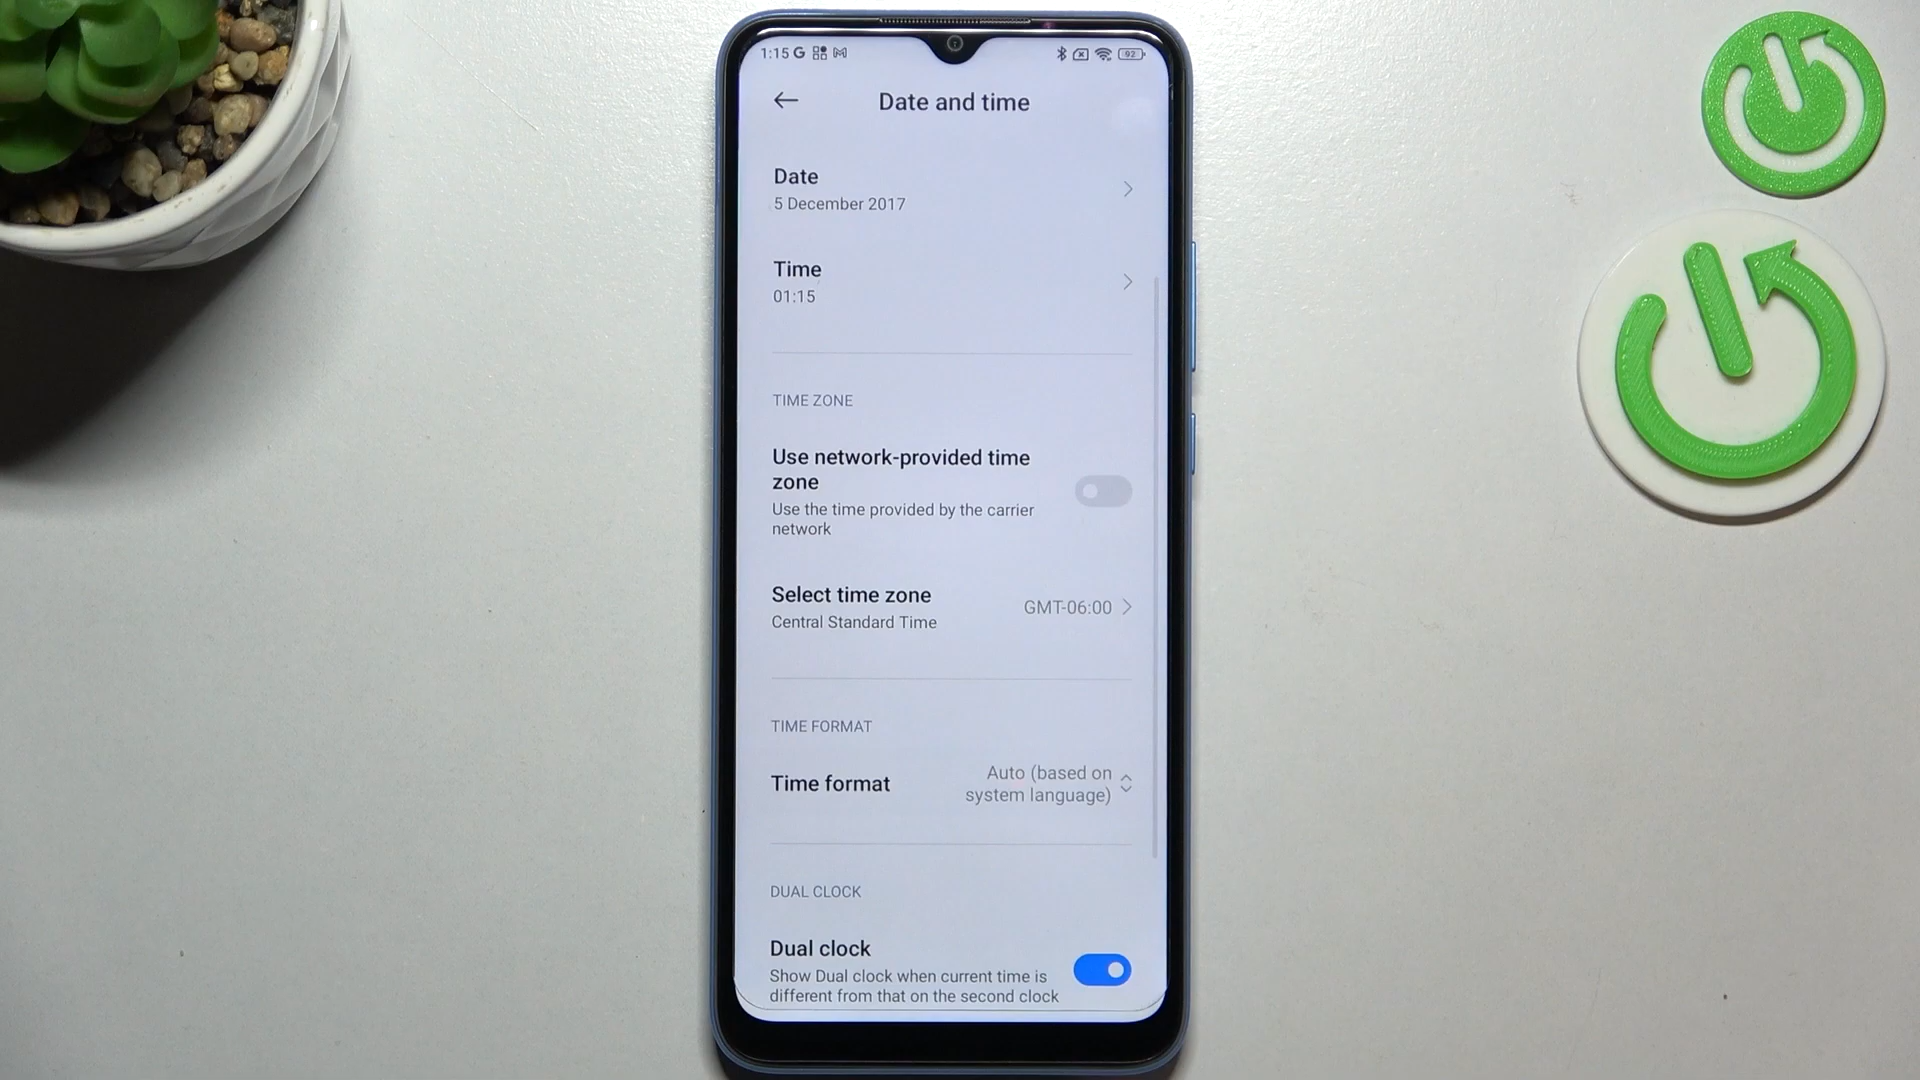 1:15
92
Date and time
Date
5 December 2017
Time
01:15
TIME ZONE
Use network-provided time
zone
Use the time provided by the carrier
network
Select time zone
Central Standard Time
GMT-06:00
TIME FORMAT
Time format
Auto (based on
system language)
DUAL CLOCK
Dual clock
Show Dual clock when current time is
different from that on the second clock